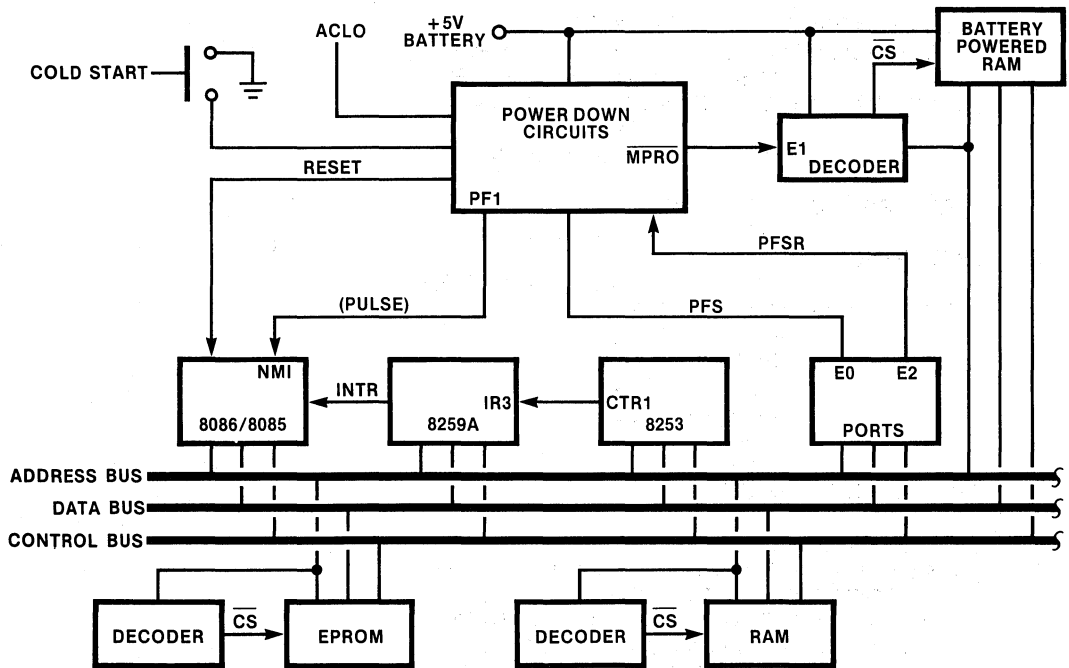 ACLO
+5V
BATTERY
BATTERY
POWERED
RAM
CS
COLD START
POWER DOWN
CIRCUITS
MPRO
E1
DECODER
RESET
PF1
PFSR
(PULSE)
PFS
NMI
8086/8085
INTR
IR3
8259A
CTR1
8253
E0 E2
PORTS
ADDRESS BUS
DATA BUS
CONTROL BUS
DECODER
CS
EPROM
DECODER
CS
RAM